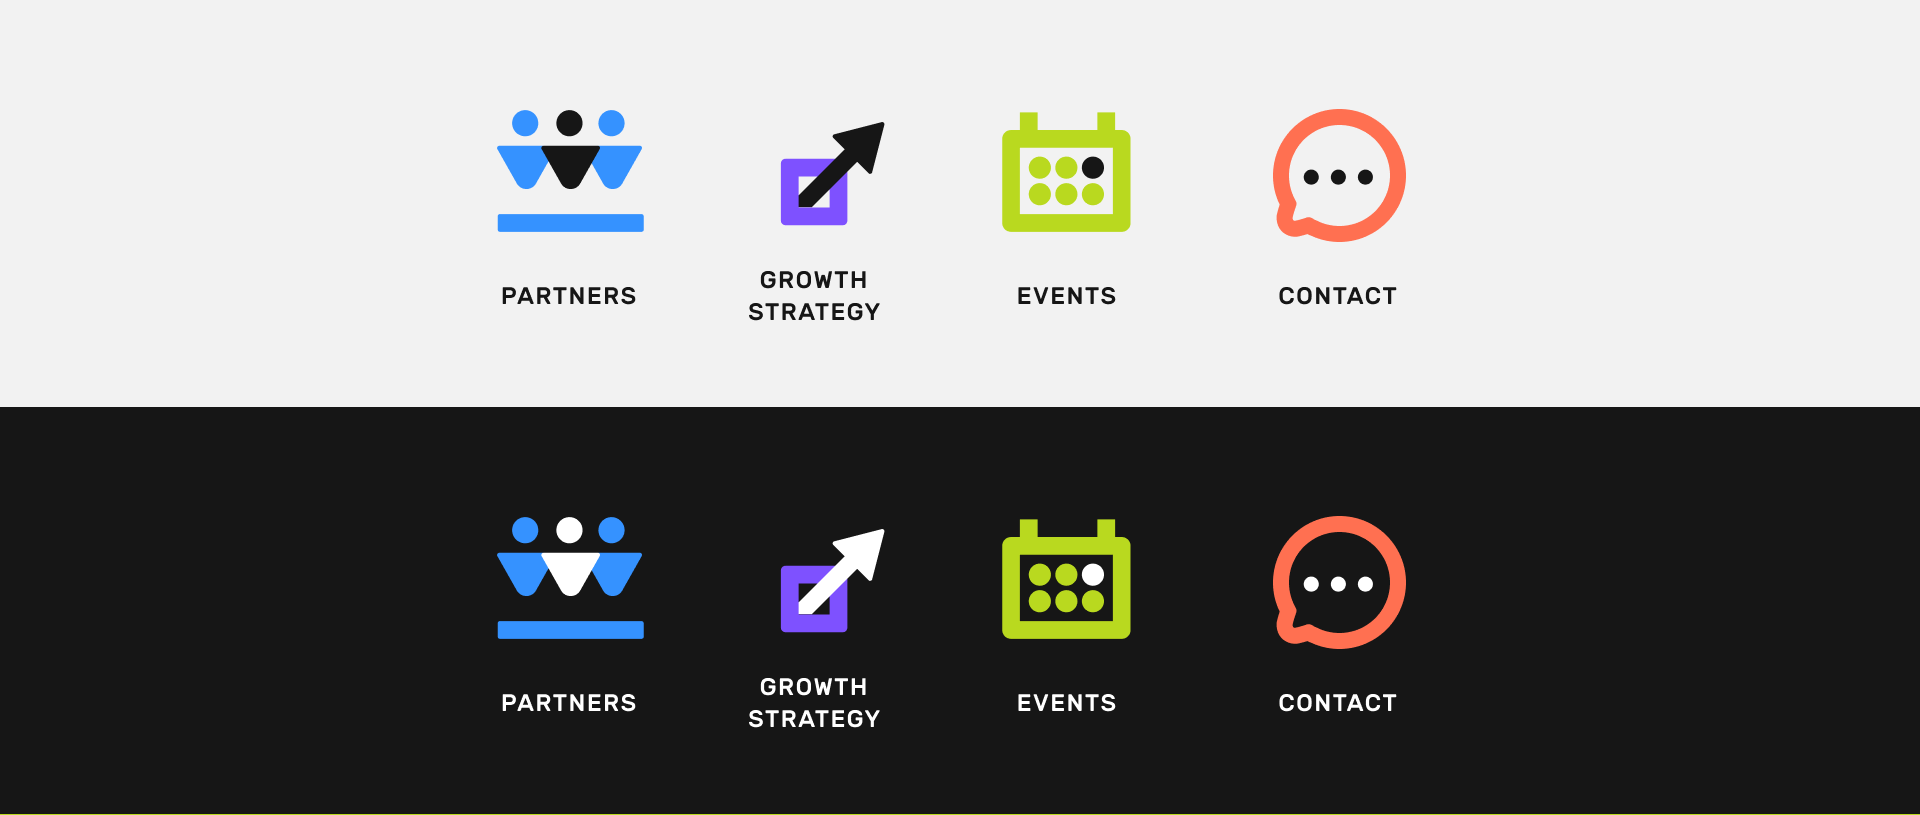 PARTNERS
GROWTH
STRATEGY
EVENTS
CONTACT
PARTNERS
GROWTH
STRATEGY
EVENTS
CONTACT